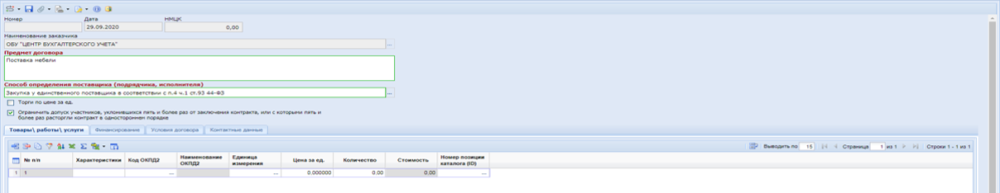 Номер Дата НМЦК
29.09.2020 0,00
Наименование заказчика
ОБУ "ЦЕНТР БУХГАЛТЕРСКОГО УЧЕТА" ...
Предмет договора
Поставка мебели
Способ определения поставщика (подрядчика, исполнителя)
Закупка у единственного поставщика в соответствии с п.4 ч.1 ст.93 44-ФЗ ...
Торги по цене за ед.
Ограничить допуск участников, уклонившихся пять и более раз от заключения контракта, или с которыми пять и
более раз расторгли контракт в одностороннем порядке
Товары\ работы\ услуги Финансирование Условия договора Контактные данные
Выводить по 15 Страница 1 из 1 Строки 1 - 1 из 1
№ п/п Характеристики Код ОКПД2 Наименование ОКПД2 Единица измерения Цена за ед. Количество Стоимость Номер позиции каталога (ID)
1 1 ... ... 0,000000 0,00 0,00 ...